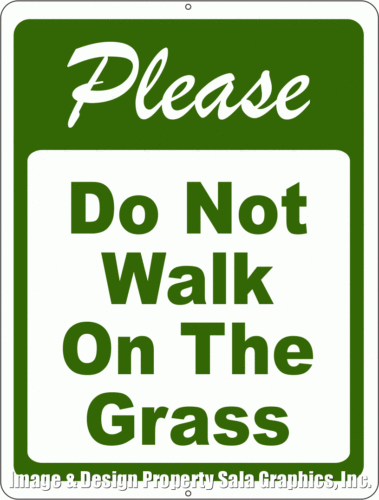 Please
Do Not
Walk
On The
Grass
Image & Design Property Sala Graphics, Inc.